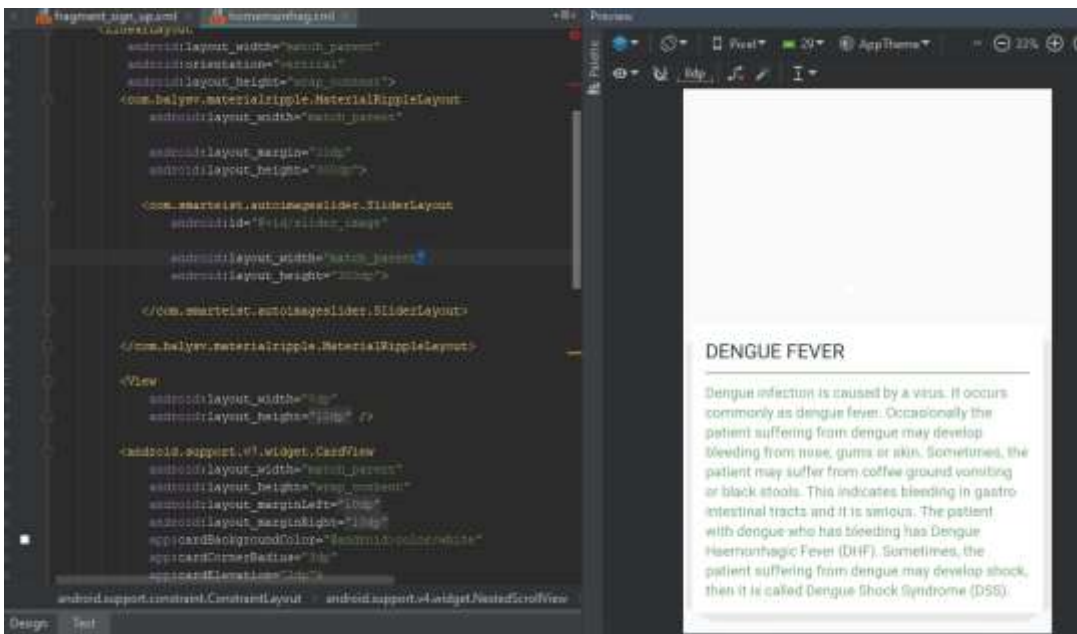 fragment_sign_up.xml
Preview
<LinearLayout
android:layout_width="match_parent"
android:orientation="vertical"
android:layout_height="wrap_content">
<com.balysv.materialripple.MaterialRippleLayout
android:layout_width="match_parent"
android:layout_margin="10dp"
<com.smarteist.autoimageslider.SliderLayout
android:id="@+id/slider_image"
android:layout_width="match_parent"
android:layout_height="300dp">
</com.smarteist.autoimageslider.SliderLayout>
</com.balysv.materialripple.MaterialRippleLayout>
<View
android:layout_width="0dp"
android:layout_height="10dp" />
<android.support.v7.widget.CardView
android:layout_width="match_parent"
android:layout_height="wrap_content"
android:layout_marginLeft="10dp"
android:layout_marginRight="10dp"
app:cardBackgroundColor="@android:color/white"
app:cardCornerRadius="3dp"
app:cardElevation="2dp">
android.support.constraint.ConstraintLayout
android.support.v4.widget.NestedScrollView
Design Text
Palette
Pixel 29 AppTheme 33%
0dp
DENGUE FEVER
Dengue infection is caused by a virus. It occurs
commonly as dengue fever. Occasionally the
patient suffering from dengue may develop
bleeding from nose, gums or skin. Sometimes, the
patient may suffer from coffee ground vomiting
or black stools. This indicates bleeding in gastro
intestinal tracts and it is serious. The patient
with dengue who has bleeding has Dengue
Haemorrhagic Fever (DHF). Sometimes, the
patient suffering from dengue may develop shock,
then it is called Dengue Shock Syndrome (DSS).